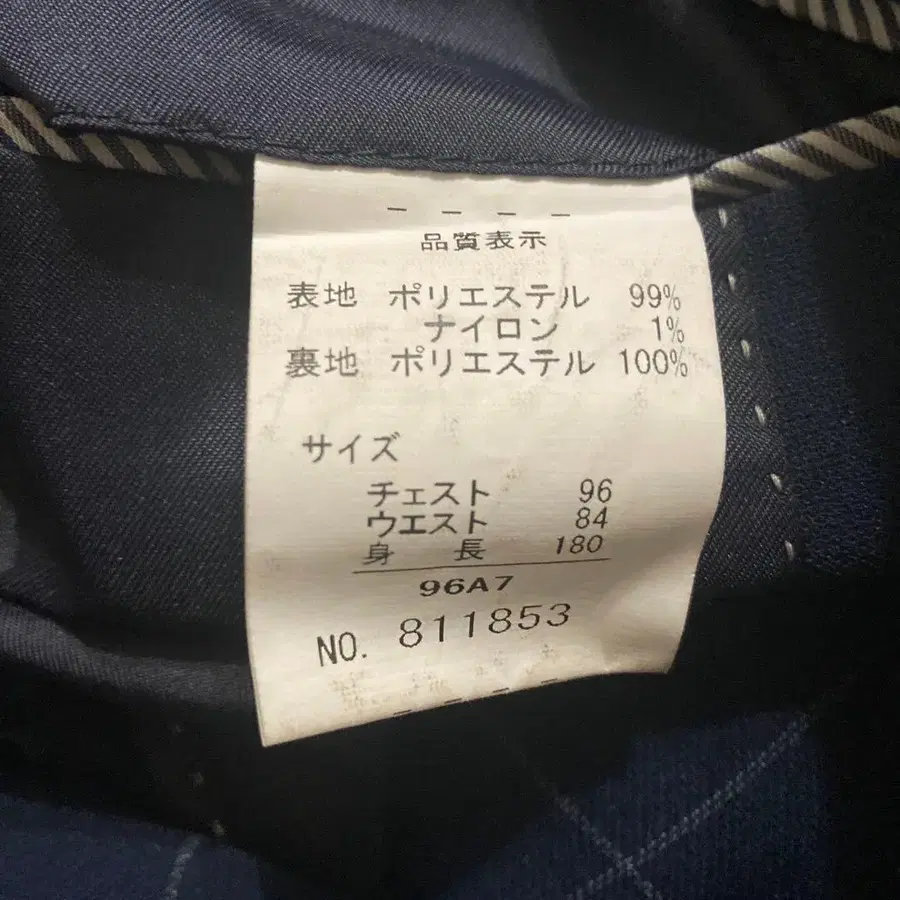 品質表示
表地 ポリエステル 99%
ナイロン 1%
裏地 ポリエステル 100%
サイズ
チェスト 96
ウエスト 84
身長 180
96A7
NO. 811853